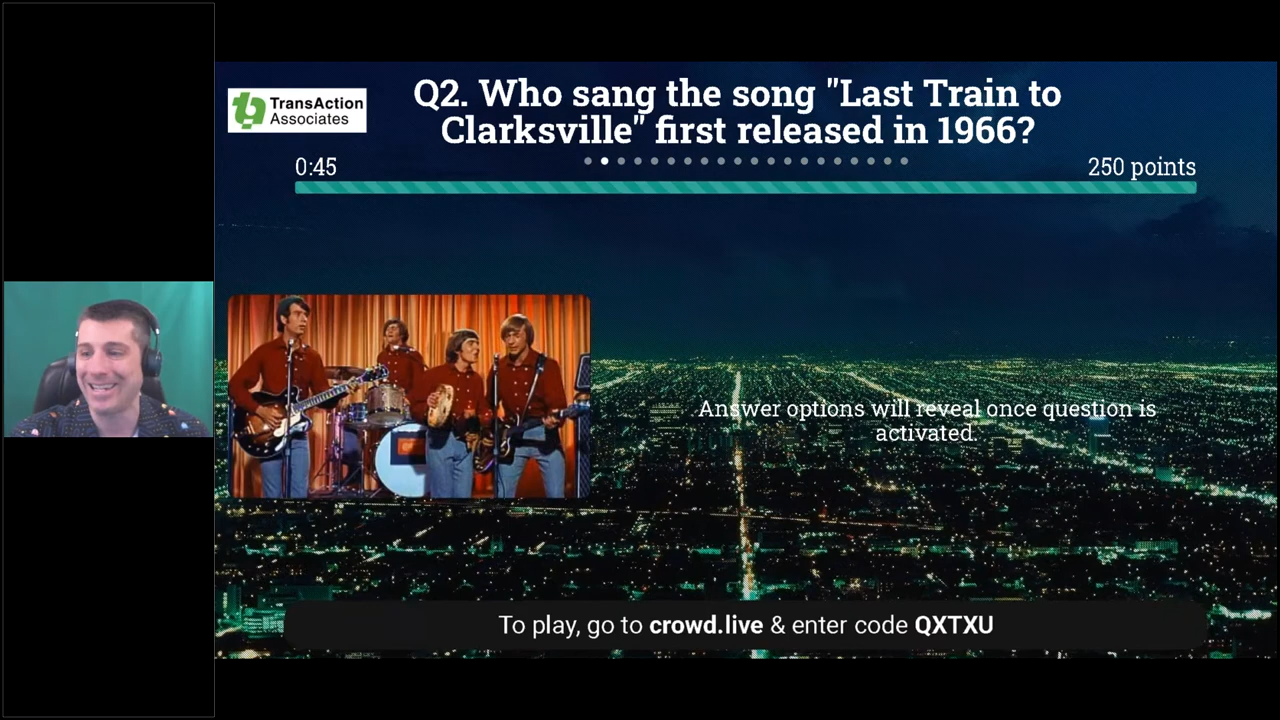 TransAction
Associates
Q2. Who sang the song "Last Train to
Clarksville" first released in 1966?
0:45
250 points
Answer options will reveal once question is
activated.
To play, go to crowd.live & enter code QXTXU